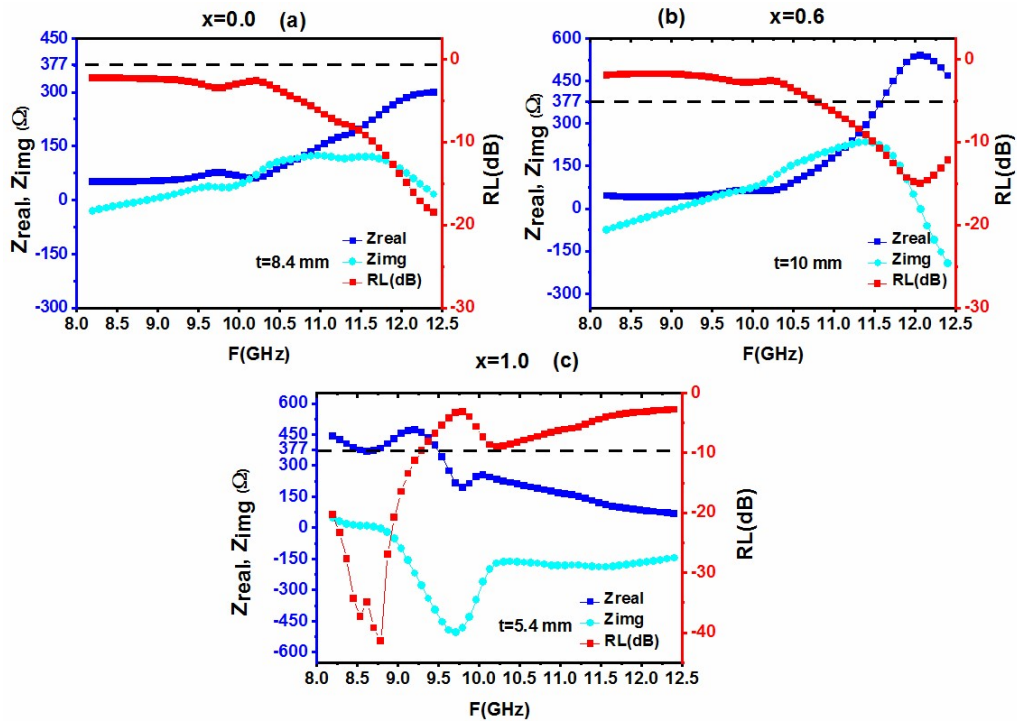 x=0.0 (a)
450
377
300
150
0
-150
-300
Zreal, Zimg (Ω)
0
-10
-20
-30
RL(dB)
Zreal
Zimg
RL(dB)
t=8.4 mm
8.0 8.5 9.0 9.5 10.0 10.5 11.0 11.5 12.0 12.5
F(GHz)
(b) x=0.6
600
450
377
300
150
0
-150
-300
Zreal, Zimg (Ω)
0
-10
-20
-30
RL(dB)
Zreal
Zimg
RL(dB)
t=10 mm
8.0 8.5 9.0 9.5 10.0 10.5 11.0 11.5 12.0 12.5
F(GHz)
x=1.0 (c)
600
450
377
300
150
0
-150
-300
-450
-600
Zreal, Zimg (Ω)
0
-10
-20
-30
-40
RL(dB)
Zreal
Zimg
RL(dB)
t=5.4 mm
8.0 8.5 9.0 9.5 10.0 10.5 11.0 11.5 12.0 12.5
F(GHz)